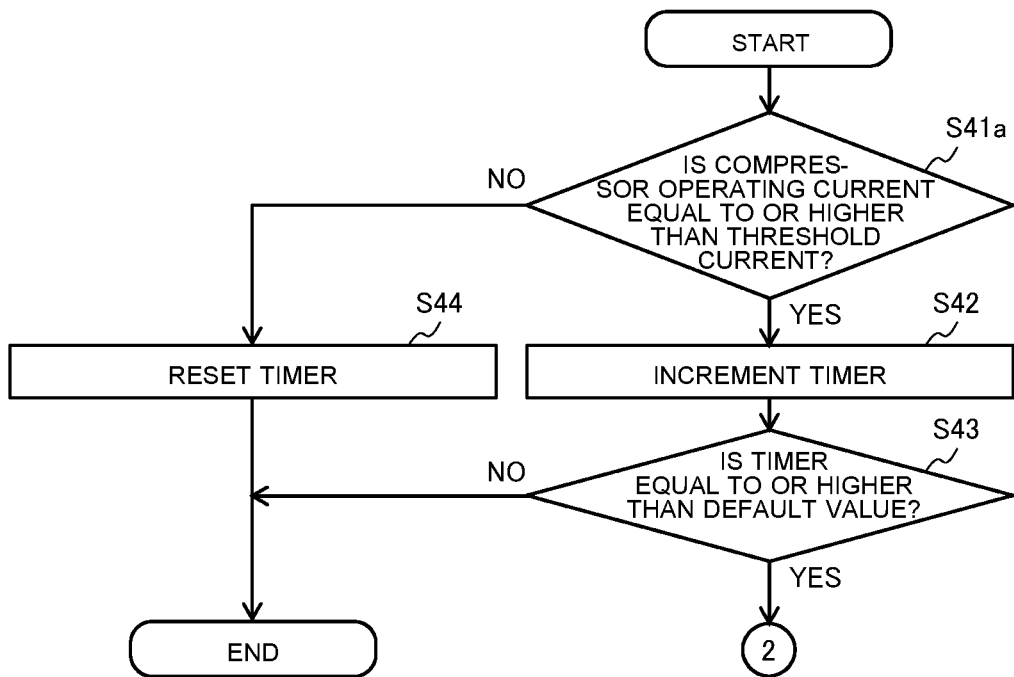 START
S41a
IS COMPRES-
SOR OPERATING CURRENT
EQUAL TO OR HIGHER
THAN THRESHOLD
CURRENT?
NO
YES
S44
RESET TIMER
S42
INCREMENT TIMER
S43
IS TIMER
EQUAL TO OR HIGHER
THAN DEFAULT VALUE?
NO
YES
END
2